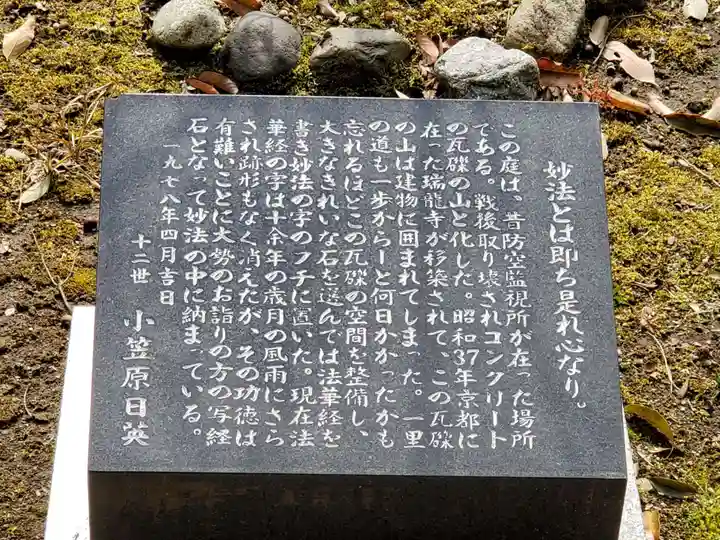 妙法とは即ち是れ心なり。
この庭は、昔防空監視所が在った場所
である。戦後取り壊されコンクリート
の瓦礫の山と化した。昭和37年京都に
在った瑞龍寺が移築されて、この瓦礫
の山は建物に囲まれてしまった。一里
の道も一歩からーと何日かかったかも
忘れるほどこの瓦礫の空間を整備し、
大きなきれいな石を選んでは法華経を
書き妙法の字のフチに置いた。現在法
華経の字は十余年の歳月の風雨にさら
され跡形もなく消えたが、その功徳は
有難いことに大勢のお詣りの方の写経
石となって妙法の中に納まっている。
一九七八年四月吉日
十二世 小笠原日英